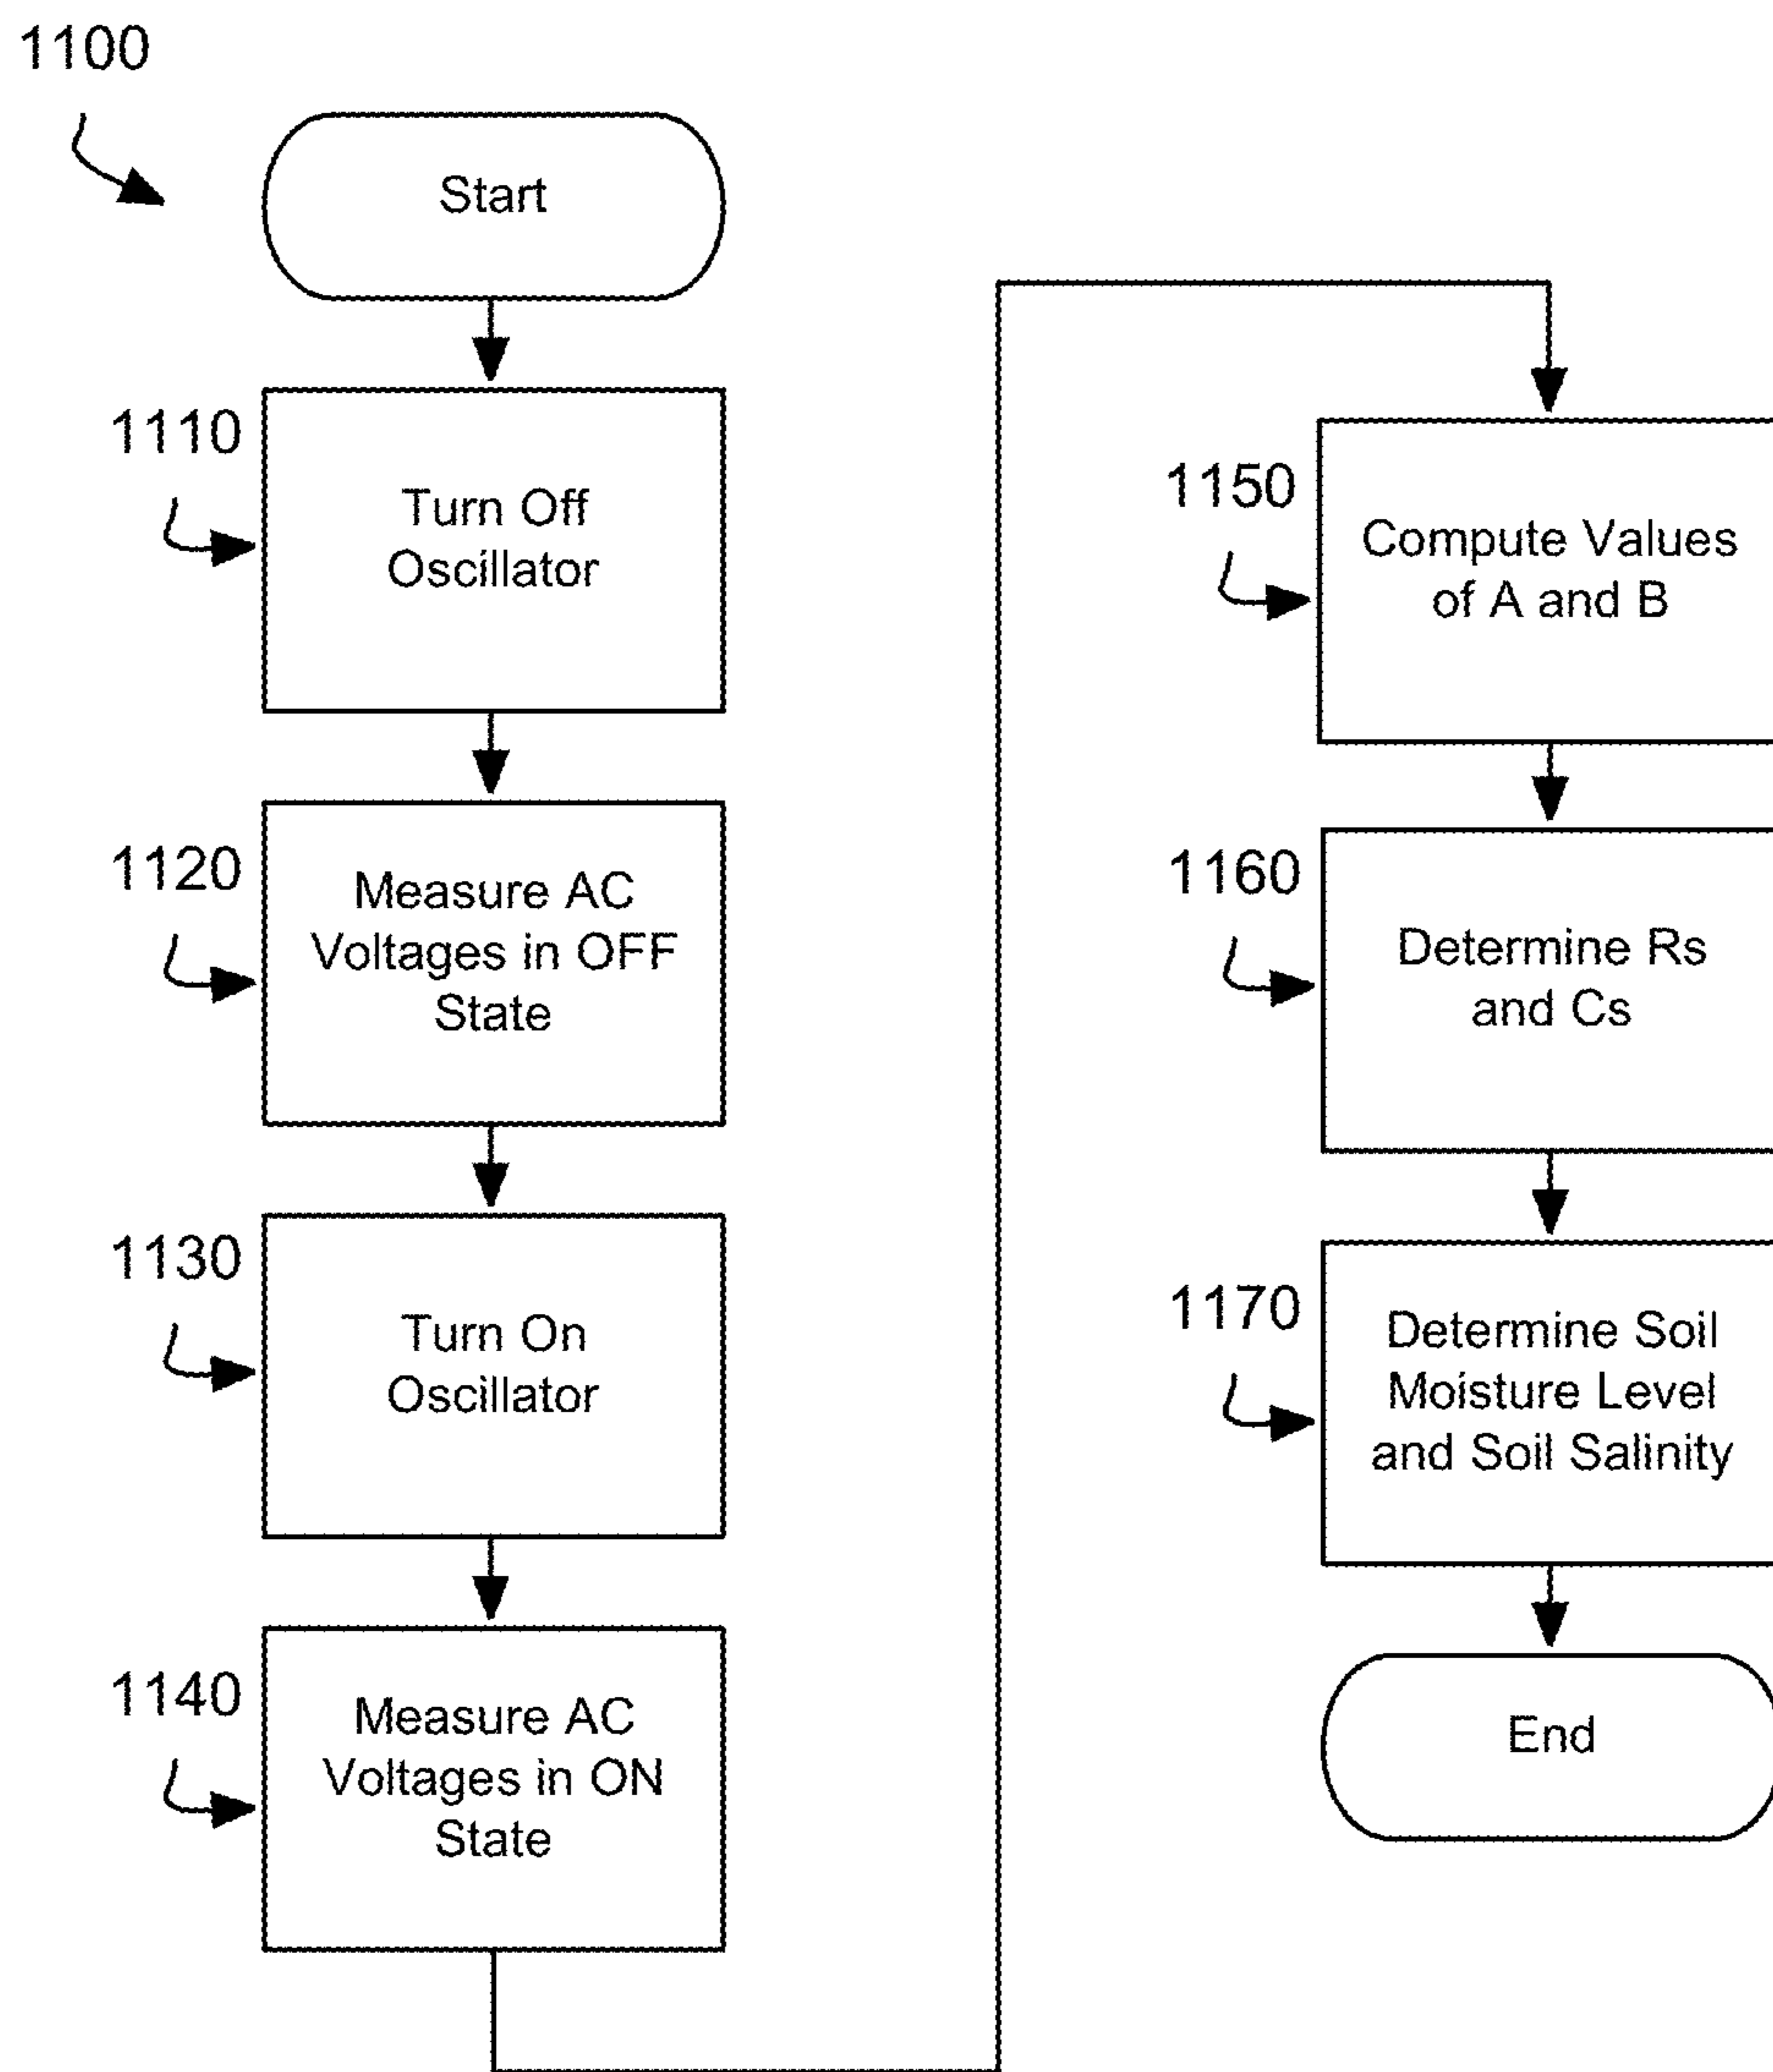 1100
Start
1110
Turn Off
Oscillator
1120
Measure AC
Voltages in OFF
State
1130
Turn On
Oscillator
1140
Measure AC
Voltages in ON
State
1150
Compute Values
of A and B
1160
Determine Rs
and Cs
1170
Determine Soil
Moisture Level
and Soil Salinity
End